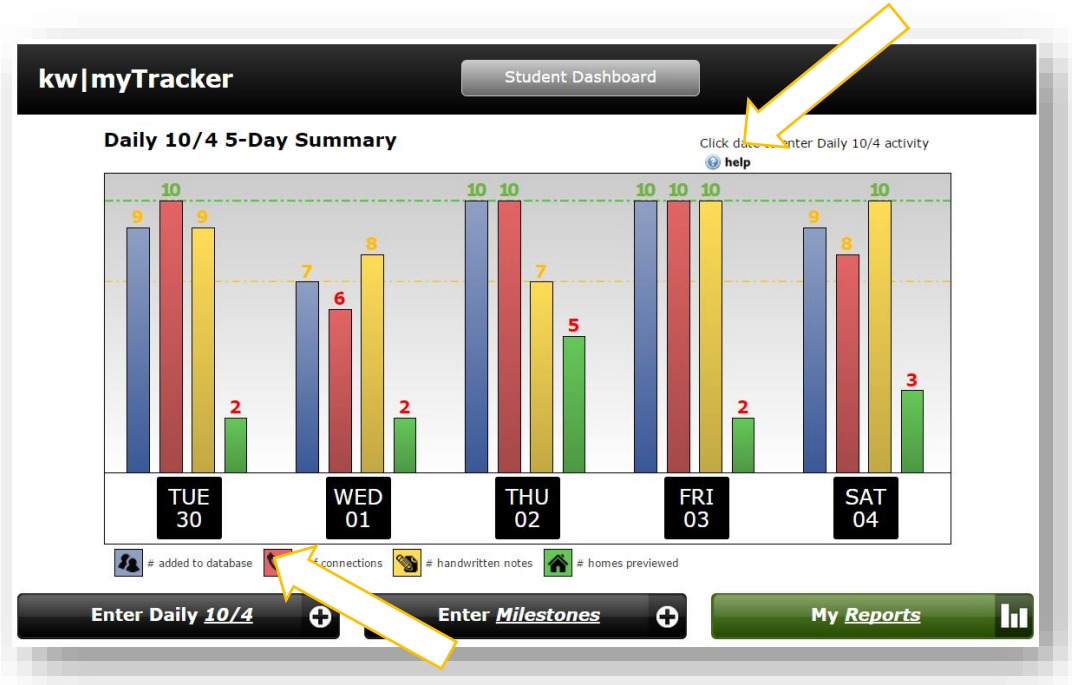 kw|myTracker
Student Dashboard
Daily 10/4 5-Day Summary
Click date to enter Daily 10/4 activity
help
9 10 9 2
7 6 8 2
10 10 7 5
10 10 10 2
9 8 10 3
TUE
30
WED
01
THU
02
FRI
03
SAT
04
# added to database
connections
# handwritten notes
# homes previewed
Enter Daily 10/4
Enter Milestones
My Reports